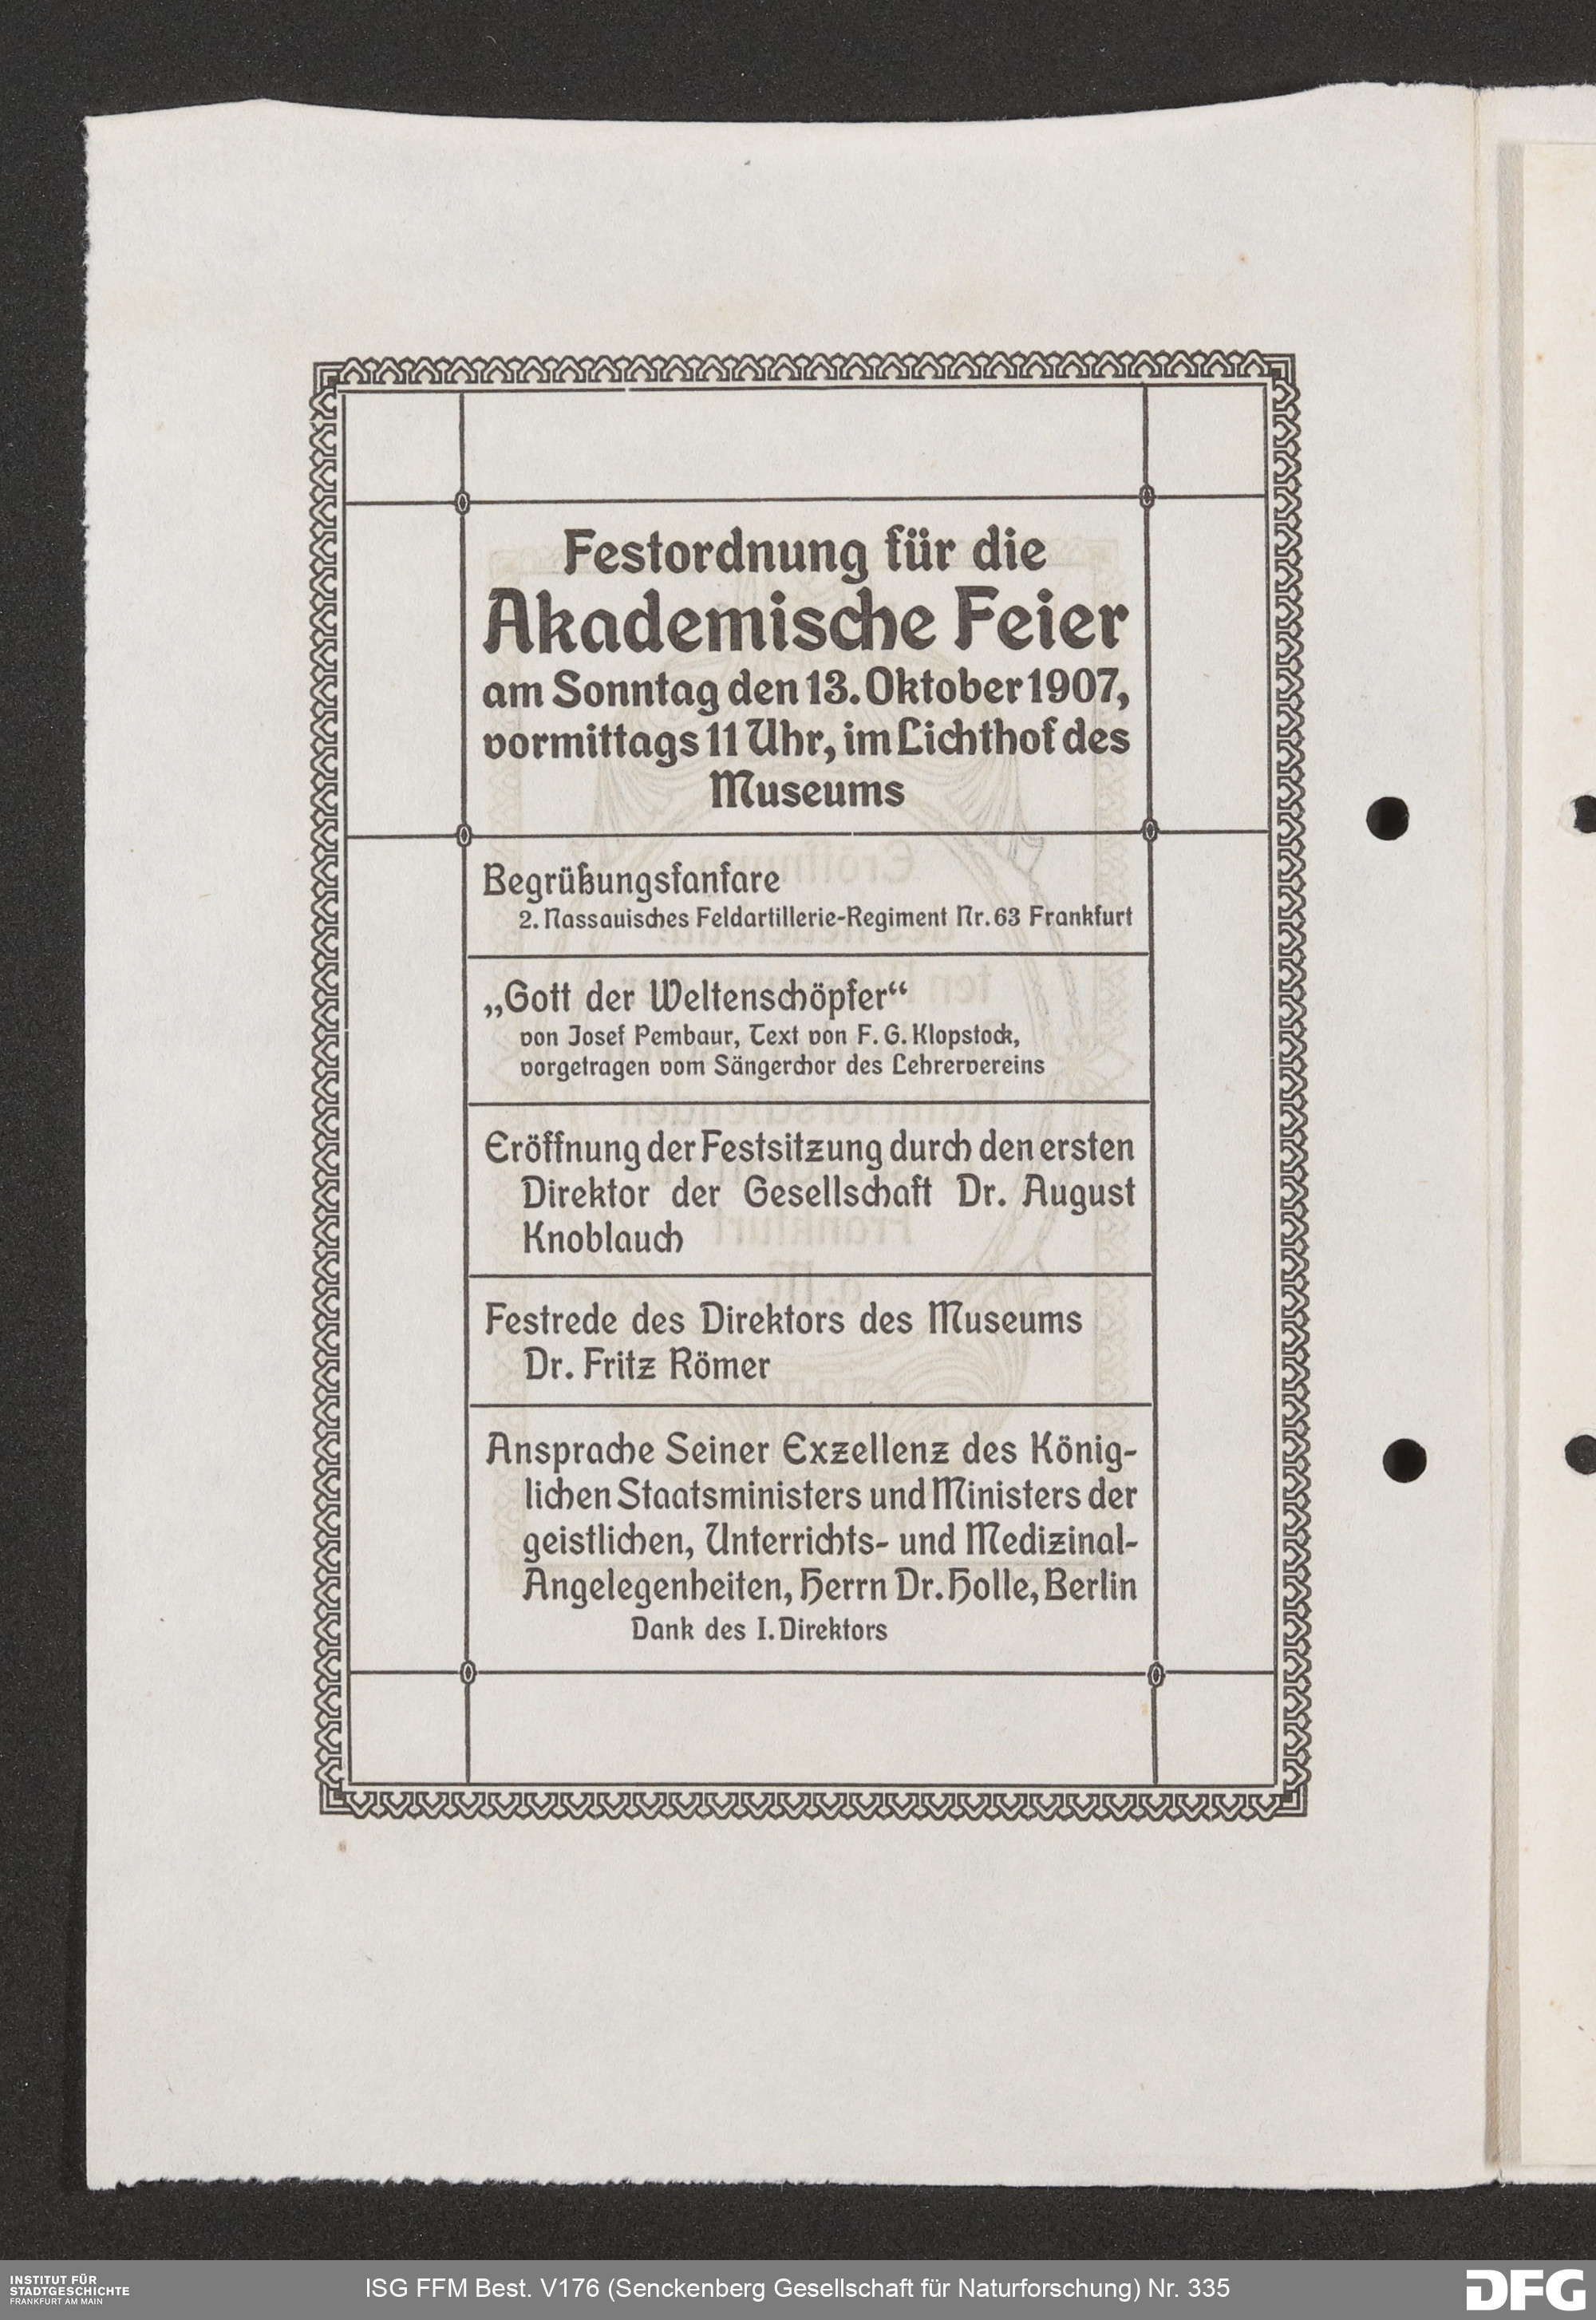 Festordnung für die
Akademische Feier
am Sonntag den 13. Oktober 1907,
vormittags 11 Uhr, im Lichthof des
Museums
Begrüßungsfanfare
2. Nassauisches Feldartillerie-Regiment Nr. 63 Frankfurt
„Gott der Weltenschöpfer“
von Josef Pembaur, Text von F. G. Klopstock,
vorgetragen vom Sängerchor des Lehrervereins
Eröffnung der Festsitzung durch den ersten
Direktor der Gesellschaft Dr. August
Knoblauch
Festrede des Direktors des Museums
Dr. Fritz Römer
Ansprache Seiner Exzellenz des König-
lichen Staatsministers und Ministers der
geistlichen, Unterrichts- und Medizinal-
Angelegenheiten, Herrn Dr. Holle, Berlin
Dank des I. Direktors
INSTITUT FÜR
STADTGESCHICHTE
FRANKFURT AM MAIN
ISG FFM Best. V176 (Senckenberg Gesellschaft für Naturforschung) Nr. 335
DFG